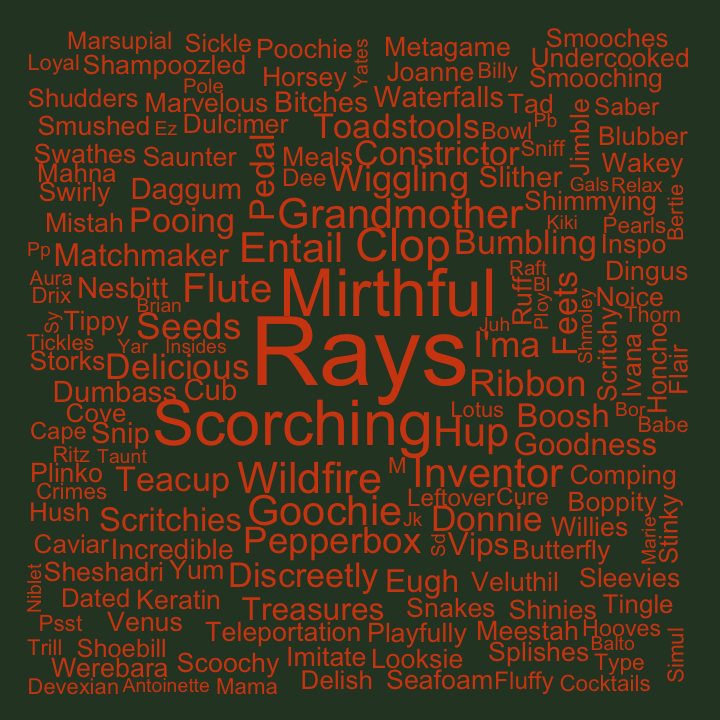 Marsupial Sickle Poochie Yates Metagame Smooches
Loyal Shampoozled Horsey Joanne Billy Undercooked
Smooching
Shudders Pole Marvelous Bitches Waterfalls Tad Pb Jimble Saber
Smushed Ez Dulcimer Toadstools Bowl Blubber
Swathes Saunter Pedal Meals Constrictor Sniff Wakey
Mahna Dee Wiggling Slither Gals Relax
Swirly Daggum Shimmying Bertie
Mistah Pooing Grandmother Kiki Pearls
Pp Matchmaker Entail Clop Bumbling Inspo
Aura Nesbitt Flute Mirthful Raft Bl Dingus
Drix Brian Ruff Ploy Feets Noice
Sy Tippy Seeds Rays Juh Shmoley Thorn
Tickles Yar Insides I'ma Scritchy Ivana Honcho Flair
Storks Delicious Ribbon
Dumbass Cub Lotus Boosh Bor Babe
Cove Scorching Hup
Cape Snip Goodness
Ritz Taunt M
Plinko Teacup Wildfire Inventor Comping
Crimes Leftover Cure Boppity
Hush Scritchies Goochie Jk Donnie Willies Stinky
Caviar Incredible Pepperbox Sd Vips Butterfly Marie
Niblet Sheshadri Yum Discreetly Eugh Veluthil Sleevies
Dated Keratin Treasures Snakes Shinies Tingle
Psst Venus Teleportation Playfully Meestah Hooves
Trill Shoebill Imitate Looksie Splishes Balto Simul
Werebara Scoochy Type
Devexian Antoinette Mama Delish Seafoam Fluffy Cocktails